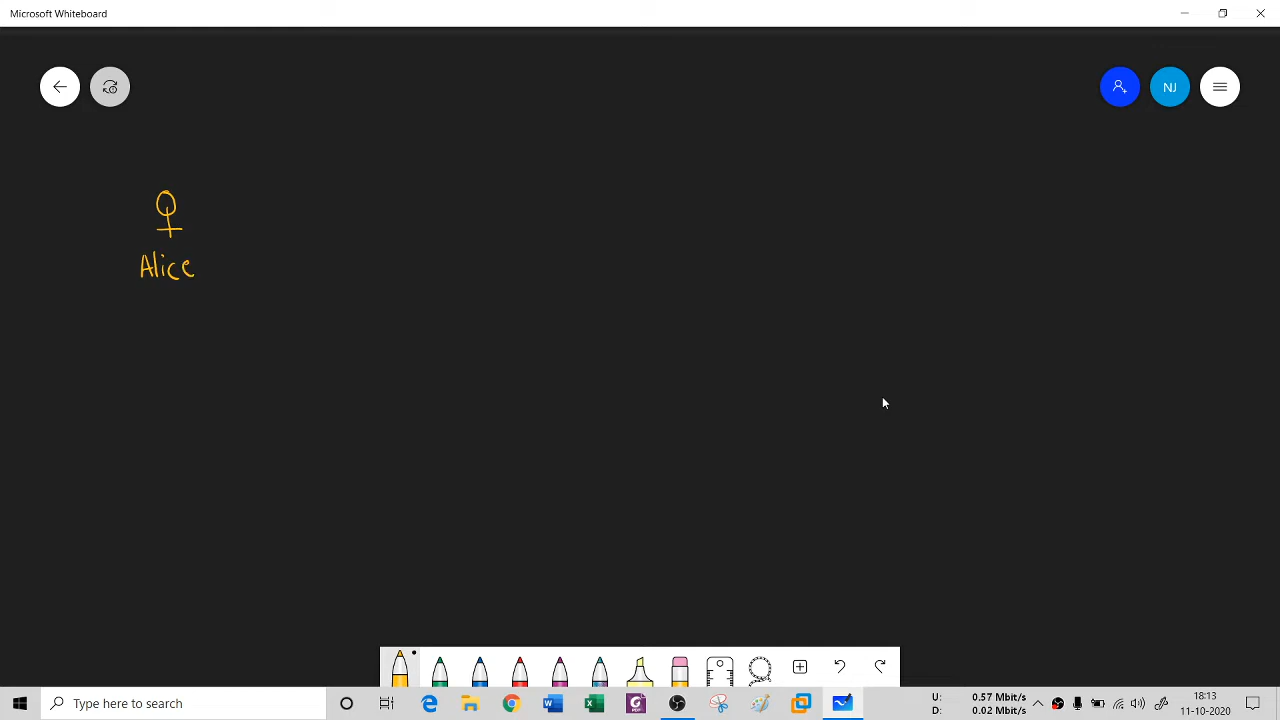 Microsoft Whiteboard
NJ
Alice
Type here to search
U: 0.57 Mbit/s
D: 0.02 Mbit/s
18:13
11-10-2020